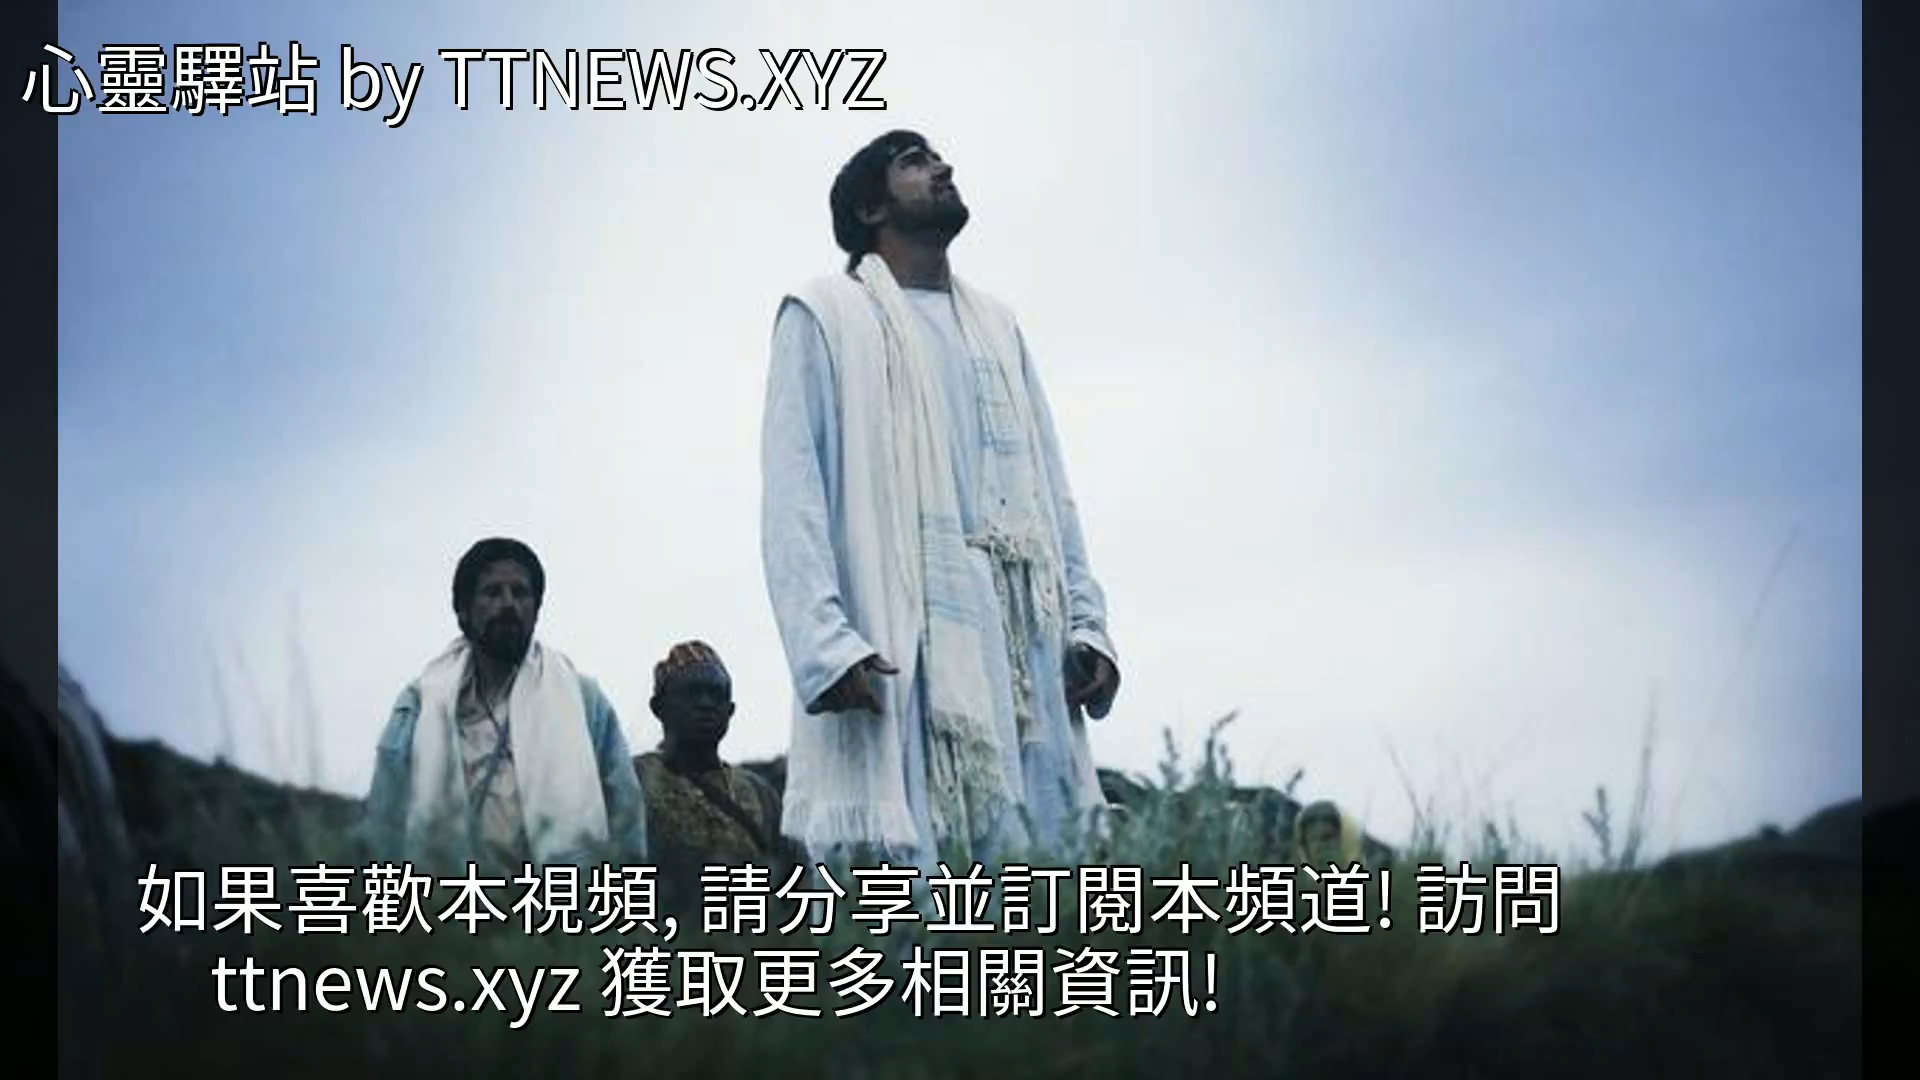 心靈驛站 by TTNEWS.XYZ
如果喜歡本視頻, 請分享並訂閱本頻道! 訪問
ttnews.xyz 獲取更多相關資訊!